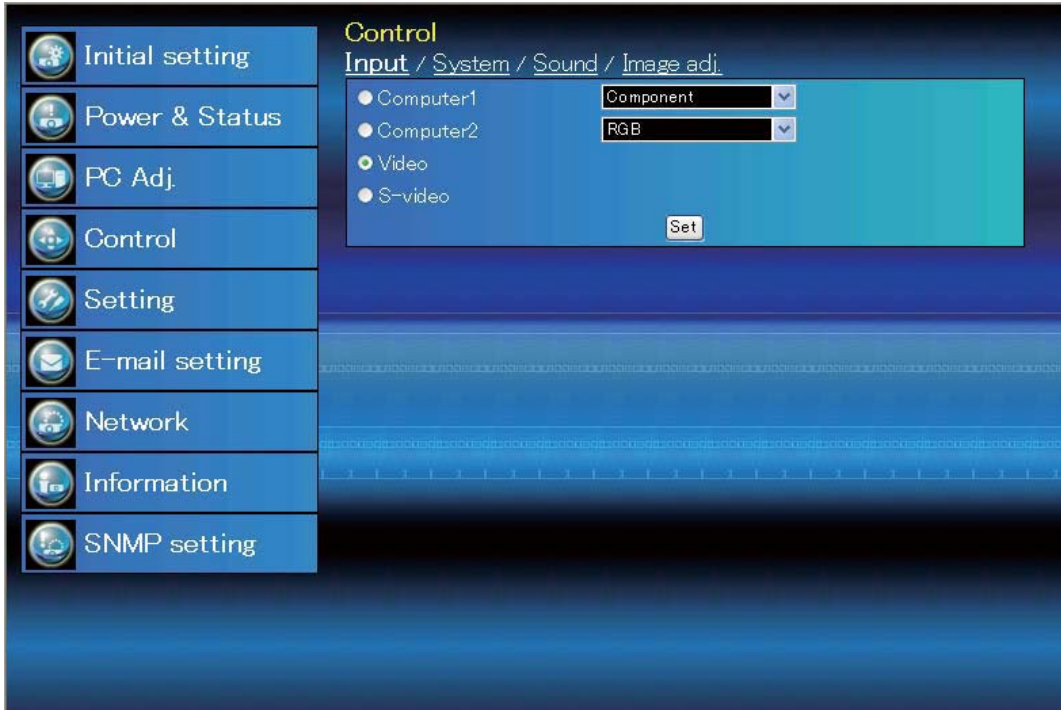 Initial setting
Power & Status
PC Adj.
Control
Setting
E-mail setting
Network
Information
SNMP setting
Control
Input / System / Sound / Image adj.
Computer1 Component
Computer2 RGB
Video
S-video
Set